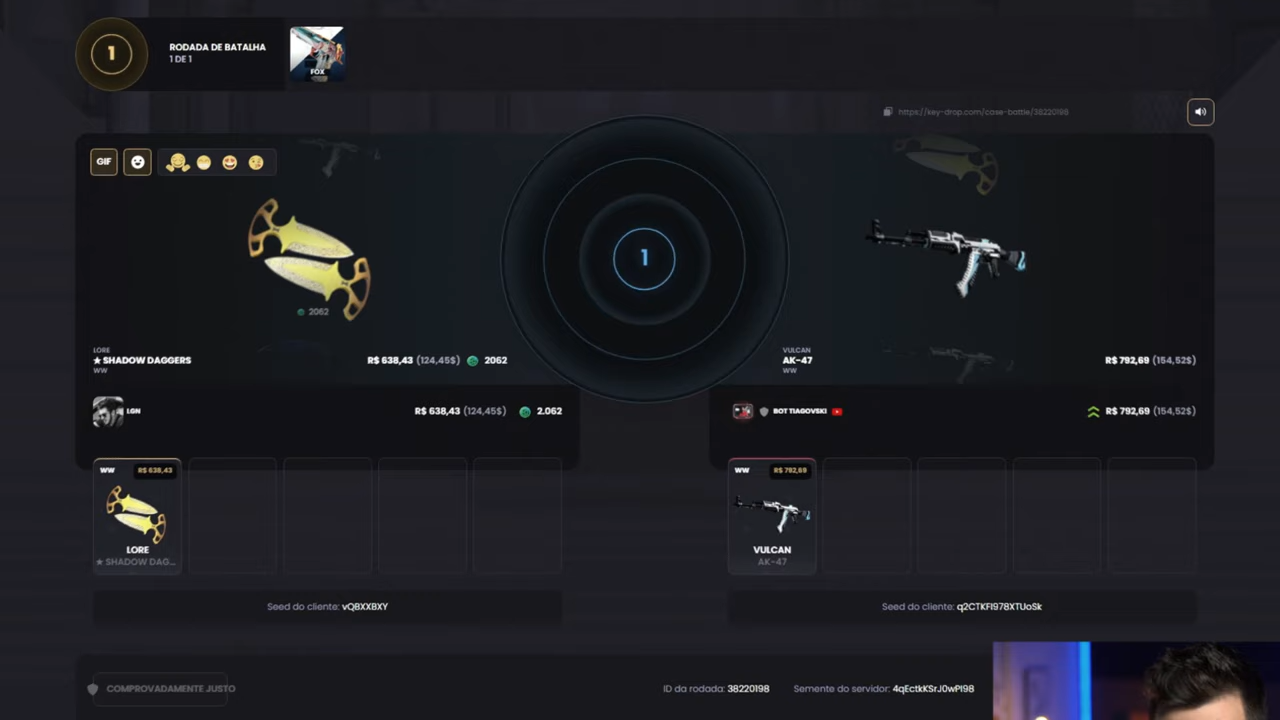 1
RODADA DE BATALHA
1 DE 1
FOX
https://key-drop.com/case-battle/38220198
GIF
2062
1
LORE
★ SHADOW DAGGERS
WW
R$ 638,43 (124,45$) 2062
VULCAN
AK-47
WW
R$ 792,69 (154,52$)
LGN
R$ 638,43 (124,45$) 2.062
BOT TIAGOVSKI
R$ 792,69 (154,52$)
WW R$ 638,43
LORE
★ SHADOW DAG...
WW R$ 792,69
VULCAN
AK-47
Seed do cliente: vQBXXBXY
Seed do cliente: q2CTKFI978XTUoSk
COMPROVADAMENTE JUSTO
ID da rodada: 38220198
Semente do servidor: 4qEctkKSrJ0wPI98